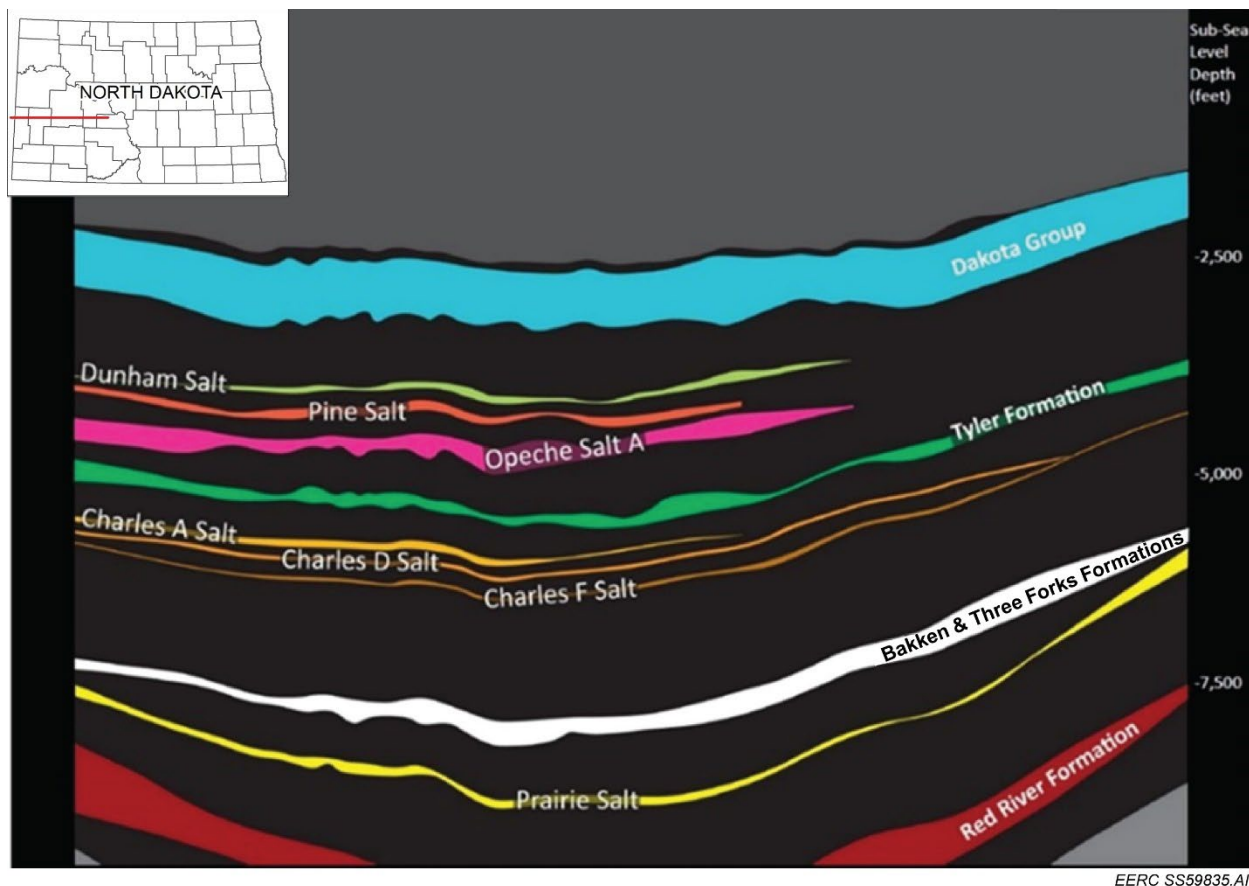 NORTH DAKOTA
Sub-Sea
Level
Depth
(feet)
Dakota Group
-2,500
Dunham Salt
Pine Salt
Opeche Salt A
Tyler Formation
-5,000
Charles A Salt
Charles D Salt
Charles F Salt
Bakken & Three Forks Formations
-7,500
Prairie Salt
Red River Formation
EERC SS59835.AI